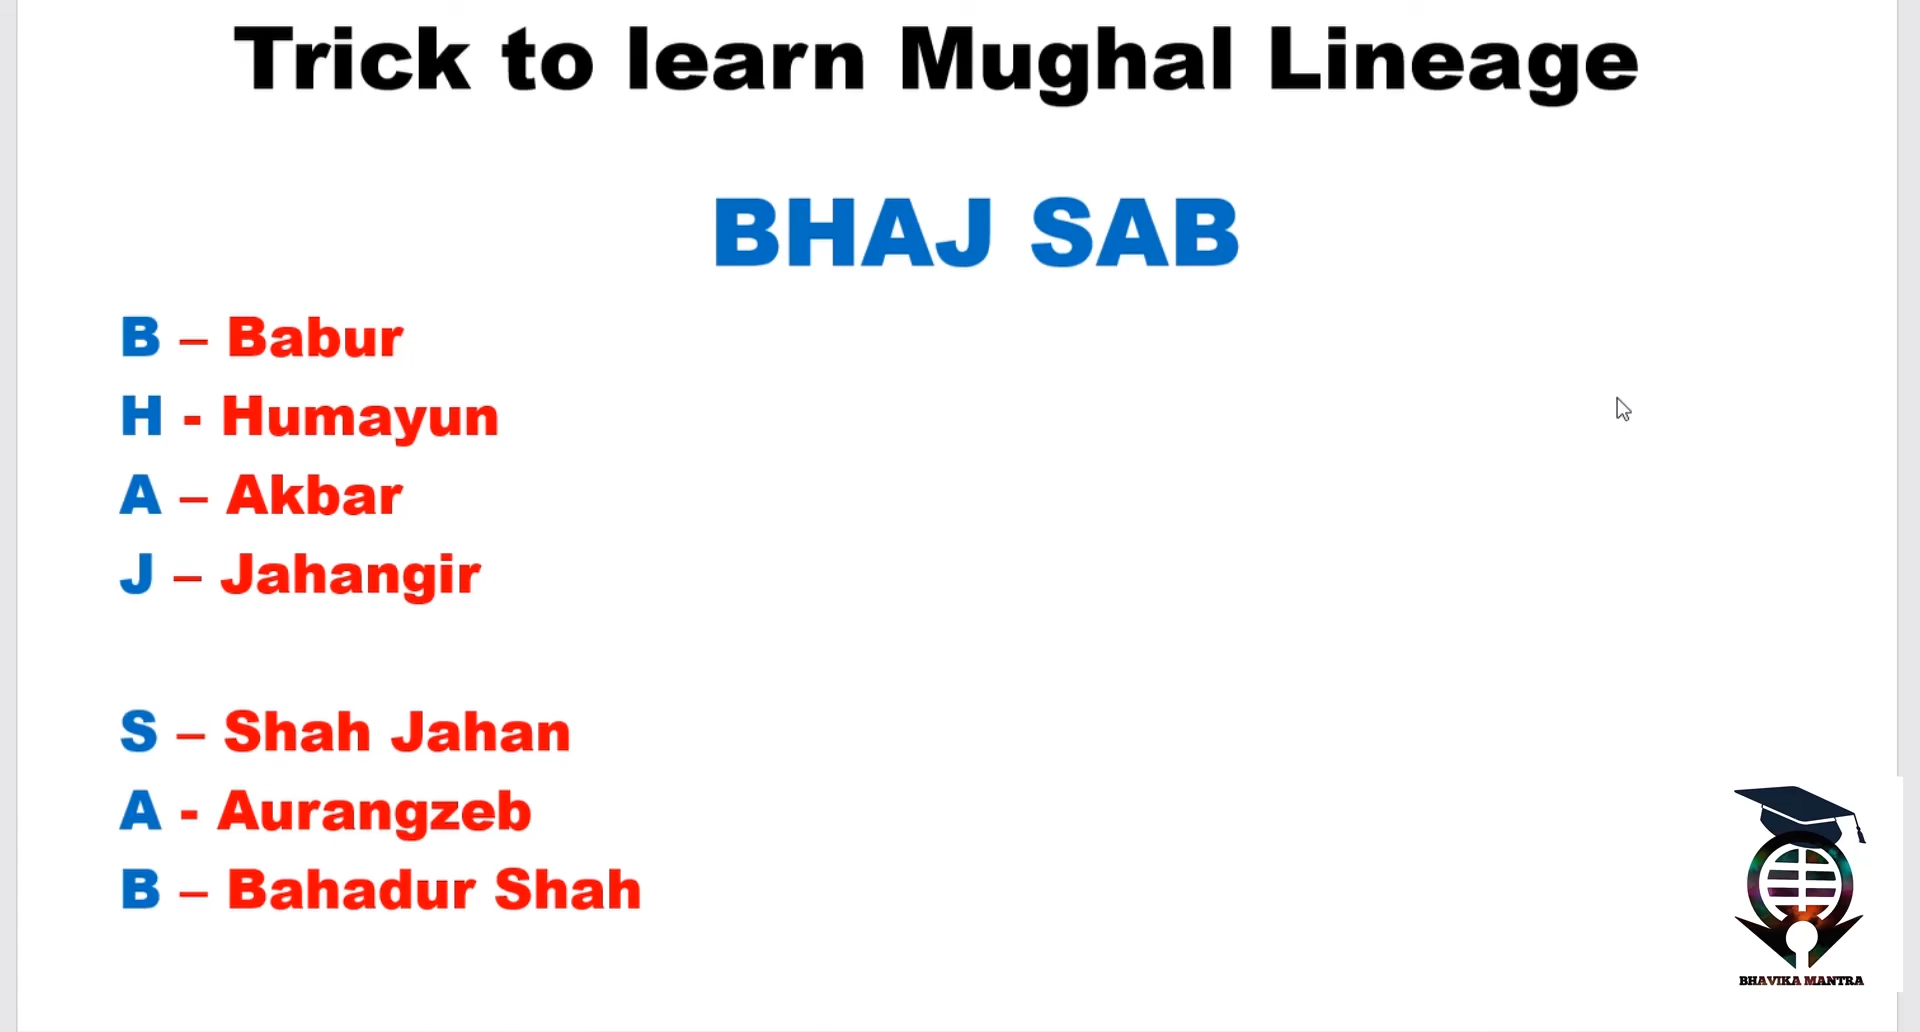 Trick to learn Mughal Lineage
BHAJ SAB
B – Babur
H - Humayun
A – Akbar
J – Jahangir
S – Shah Jahan
A - Aurangzeb
B – Bahadur Shah
BHAVIKA MANTRA